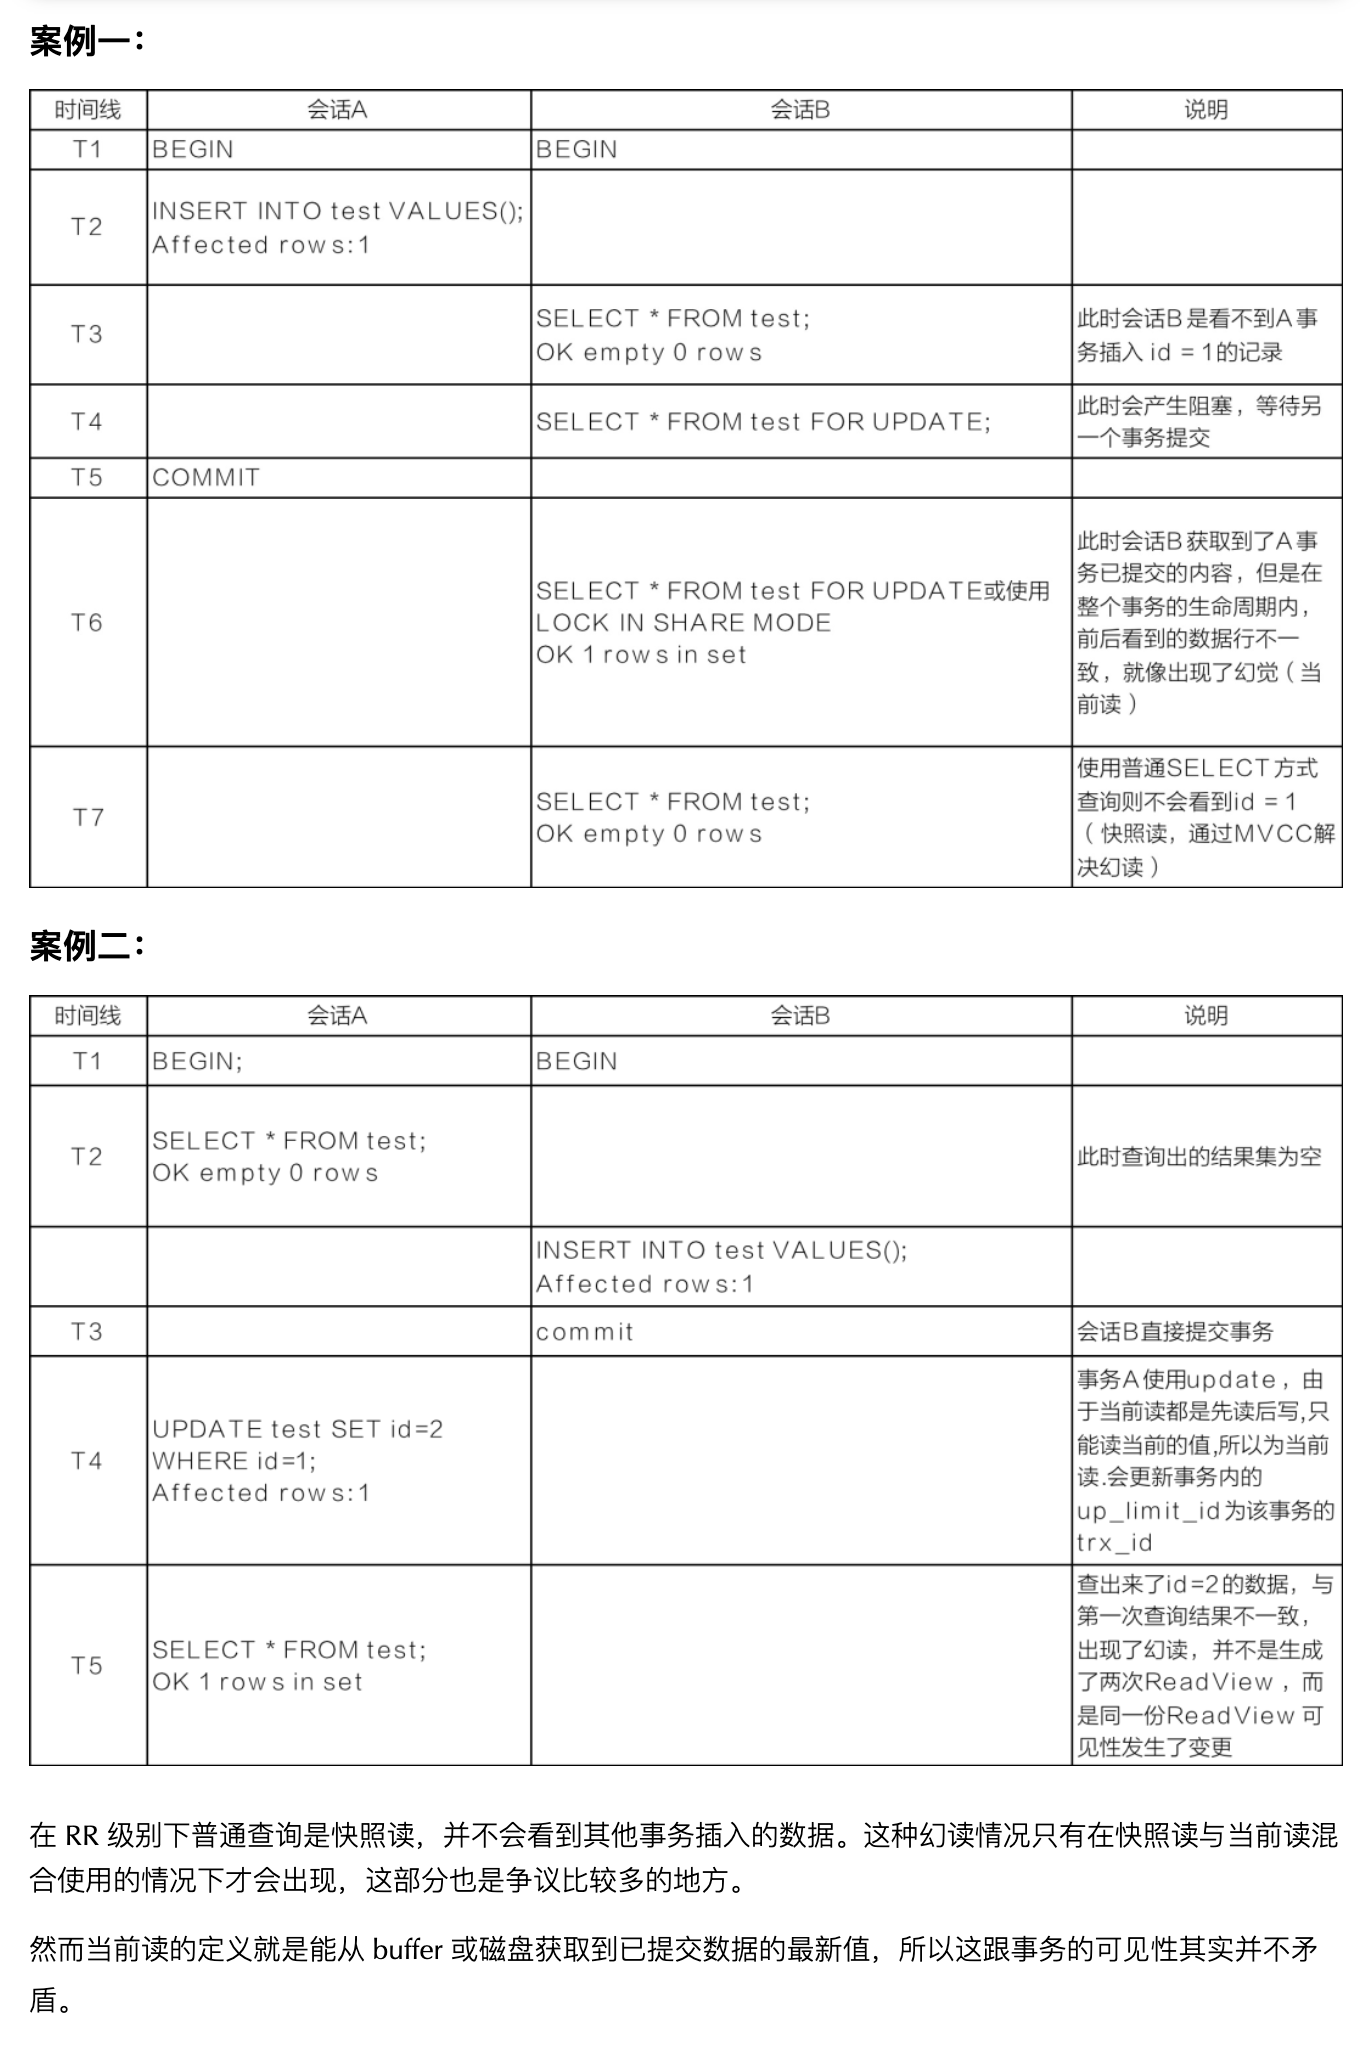 案例一：
时间线 会话A 会话B 说明
T1 BEGIN BEGIN
T2 INSERT INTO test VALUES();
Affected rows:1
T3 SELECT * FROM test;
OK empty 0 rows
此时会话B是看不到A事
务插入 id = 1的记录
T4 SELECT * FROM test FOR UPDATE;
此时会产生阻塞，等待另
一个事务提交
T5 COMMIT
T6 SELECT * FROM test FOR UPDATE或使用
LOCK IN SHARE MODE
OK 1 rows in set
此时会话B获取到了A事
务已提交的内容，但是在
整个事务的生命周期内，
前后看到的数据行不一
致，就像出现了幻觉（当
前读）
T7 SELECT * FROM test;
OK empty 0 rows
使用普通SELECT方式
查询则不会看到id = 1
（快照读，通过MVCC解
决幻读）
案例二：
时间线 会话A 会话B 说明
T1 BEGIN; BEGIN
T2 SELECT * FROM test;
OK empty 0 rows
此时查询出的结果集为空
INSERT INTO test VALUES();
Affected rows:1
T3 commit 会话B直接提交事务
T4 UPDATE test SET id=2
WHERE id=1;
Affected rows:1
事务A使用update，由
于当前读都是先读后写,只
能读当前的值,所以为当前
读.会更新事务内的
up_limit_id为该事务的
trx_id
T5 SELECT * FROM test;
OK 1 rows in set
查出来了id=2的数据，与
第一次查询结果不一致，
出现了幻读，并不是生成
了两次ReadView，而
是同一份ReadView可
见性发生了变更
在 RR 级别下普通查询是快照读，并不会看到其他事务插入的数据。这种幻读情况只有在快照读与当前读混
合使用的情况下才会出现，这部分也是争议比较多的地方。
然而当前读的定义就是能从 buffer 或磁盘获取到已提交数据的最新值，所以这跟事务的可见性其实并不矛
盾。